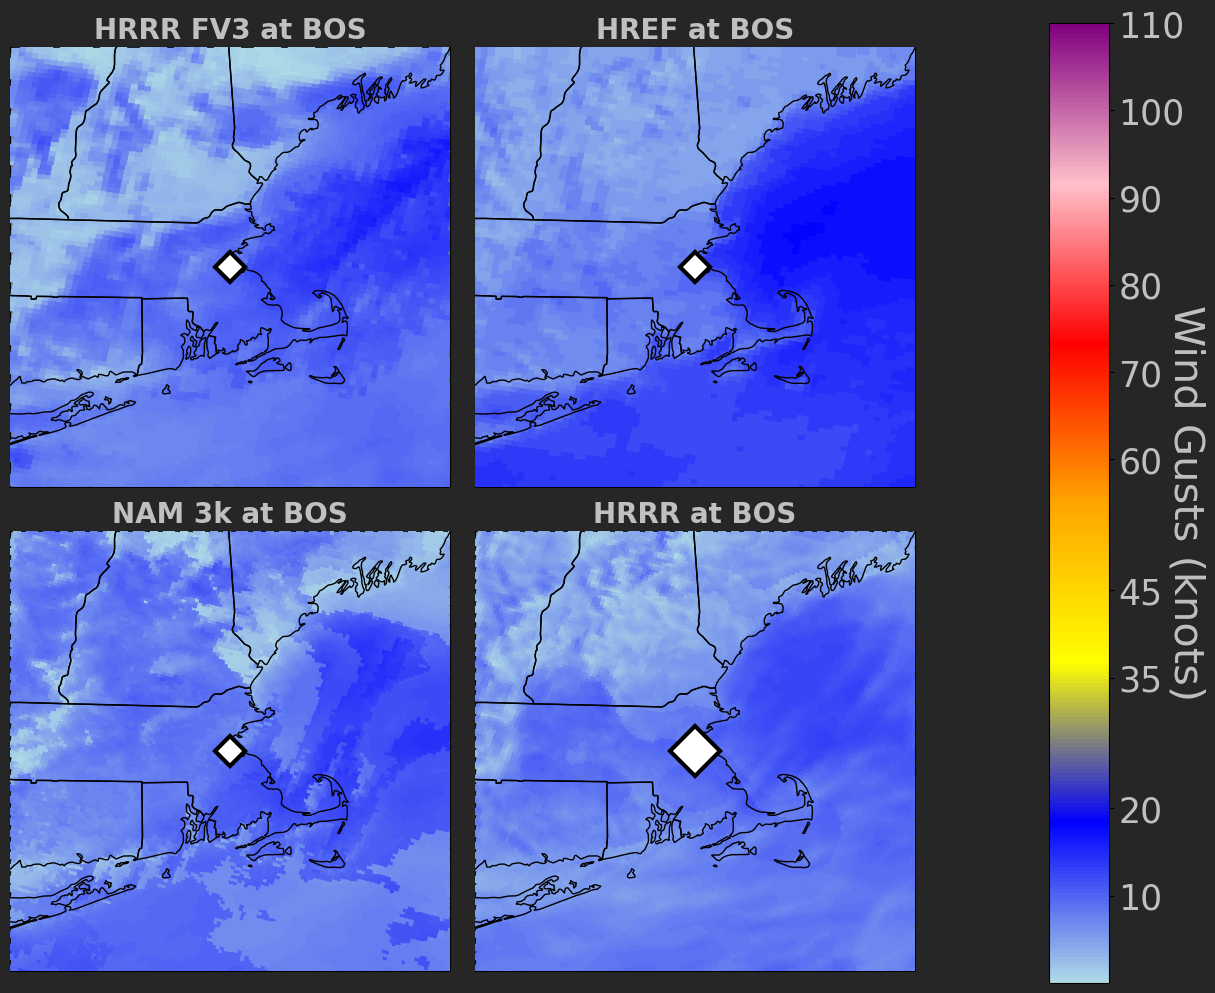 HRRR FV3 at BOS
HREF at BOS
NAM 3k at BOS
HRRR at BOS
110
100
90
80
70
60
45
35
20
10
Wind Gusts (knots)